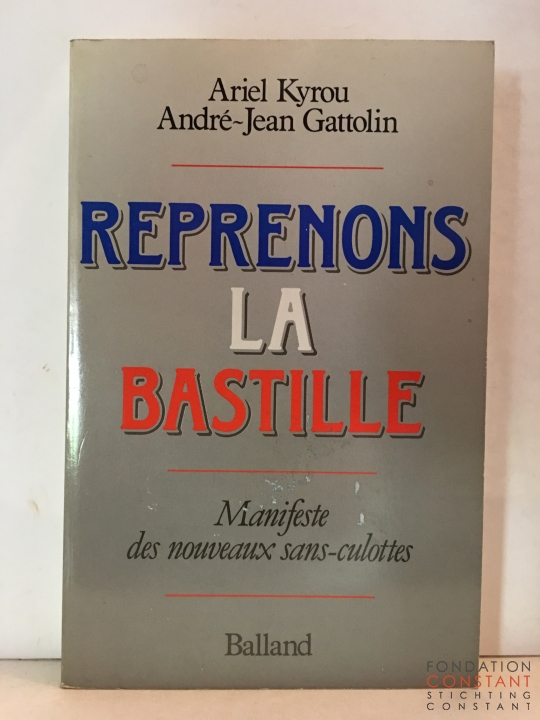 Ariel Kyrou
André~Jean Gattolin
REPRENONS
LA
BASTILLE
Manifeste
des nouveaux sans-culottes
Balland
FONDATION
CONSTANT
STICHTING
CONSTANT